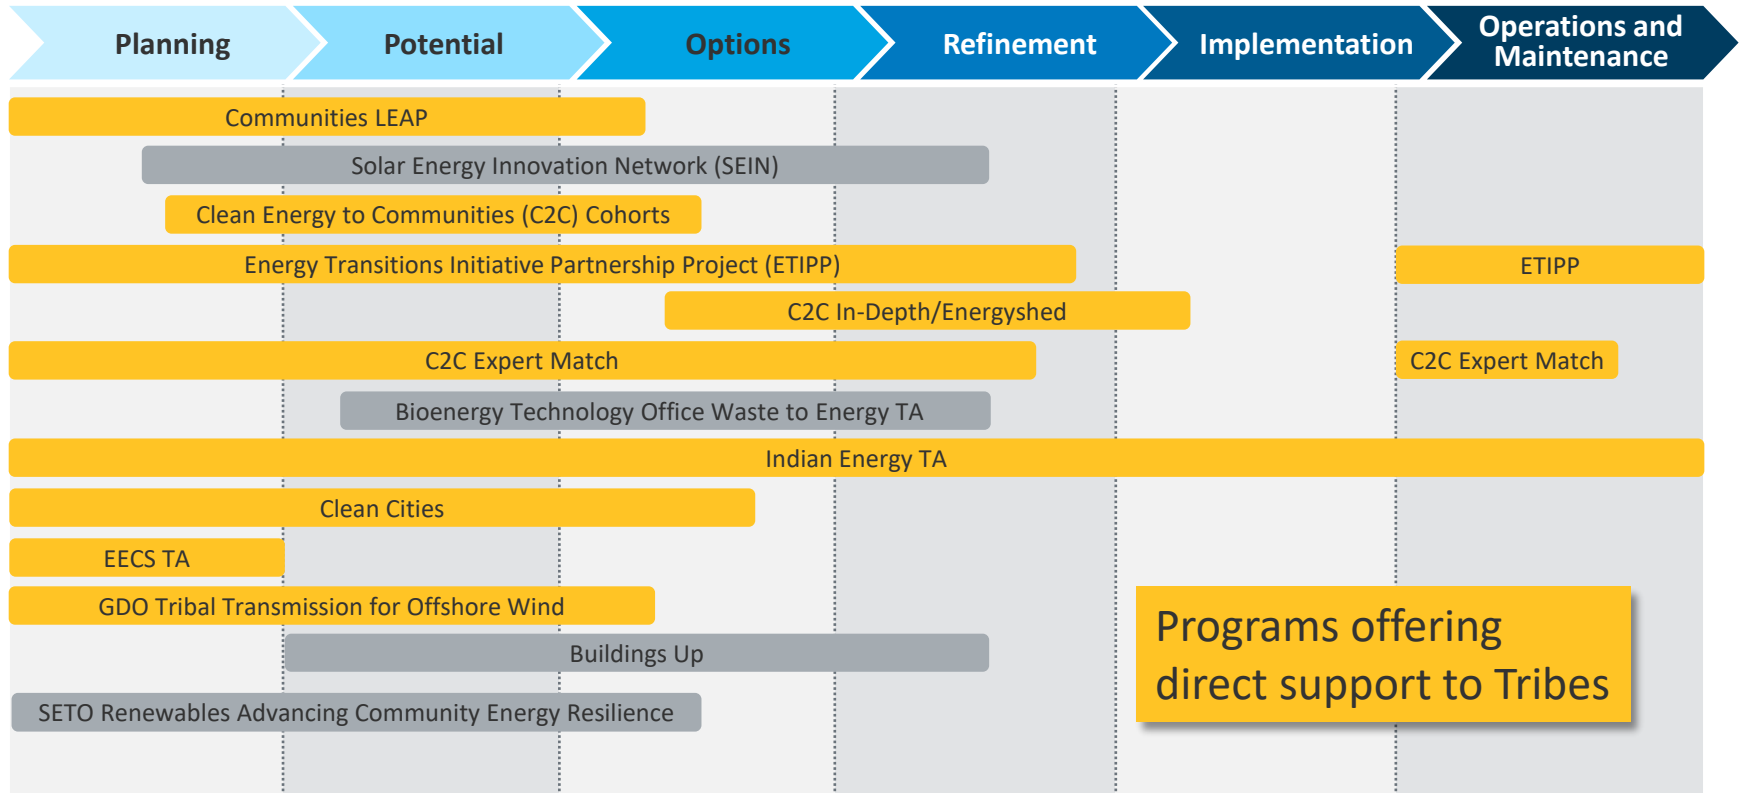 Planning
Potential
Options
Refinement
Implementation
Operations and
Maintenance
Communities LEAP
Solar Energy Innovation Network (SEIN)
Clean Energy to Communities (C2C) Cohorts
Energy Transitions Initiative Partnership Project (ETIPP)
ETIPP
C2C In-Depth/Energyshed
C2C Expert Match
C2C Expert Match
Bioenergy Technology Office Waste to Energy TA
Indian Energy TA
Clean Cities
EECS TA
GDO Tribal Transmission for Offshore Wind
Buildings Up
SETO Renewables Advancing Community Energy Resilience
Programs offering
direct support to Tribes